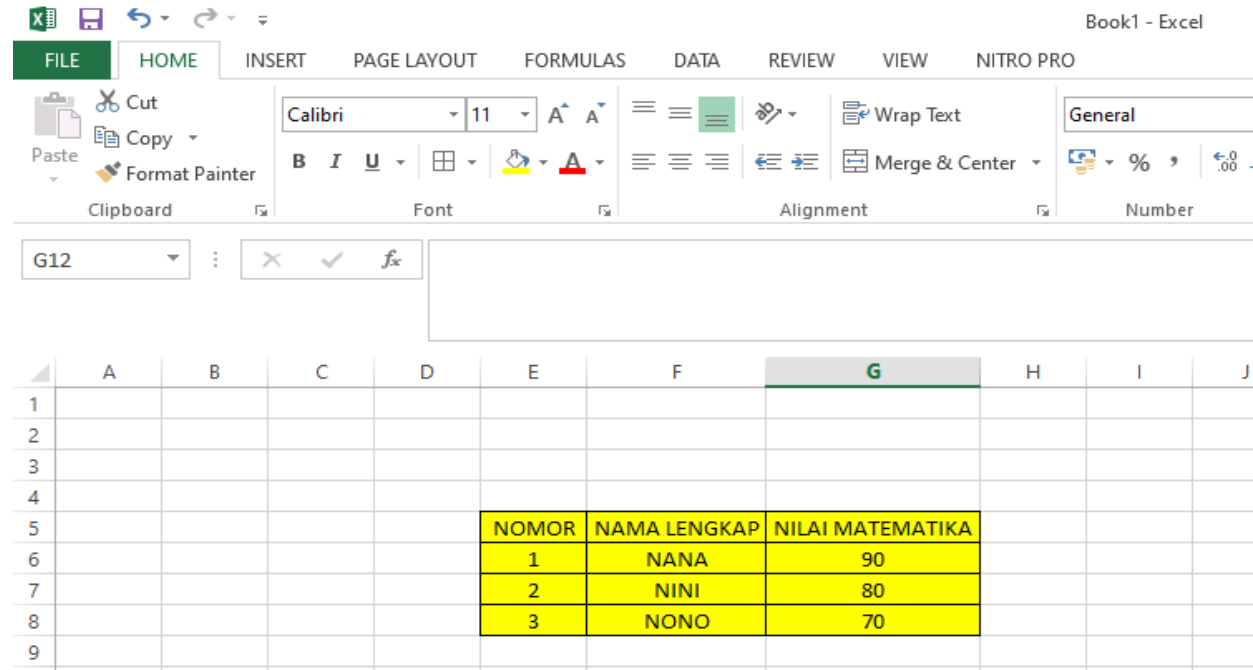 Book1 - Excel
FILE HOME INSERT PAGE LAYOUT FORMULAS DATA REVIEW VIEW NITRO PRO
Cut
Copy
Paste
Format Painter
Clipboard
Calibri 11
B I U A
Font
Wrap Text
Merge & Center
Alignment
General
% ,
Number
G12
fx
A B C D E F G H I J
1
2
3
4
5 NOMOR NAMA LENGKAP NILAI MATEMATIKA
6 1 NANA 90
7 2 NINI 80
8 3 NONO 70
9